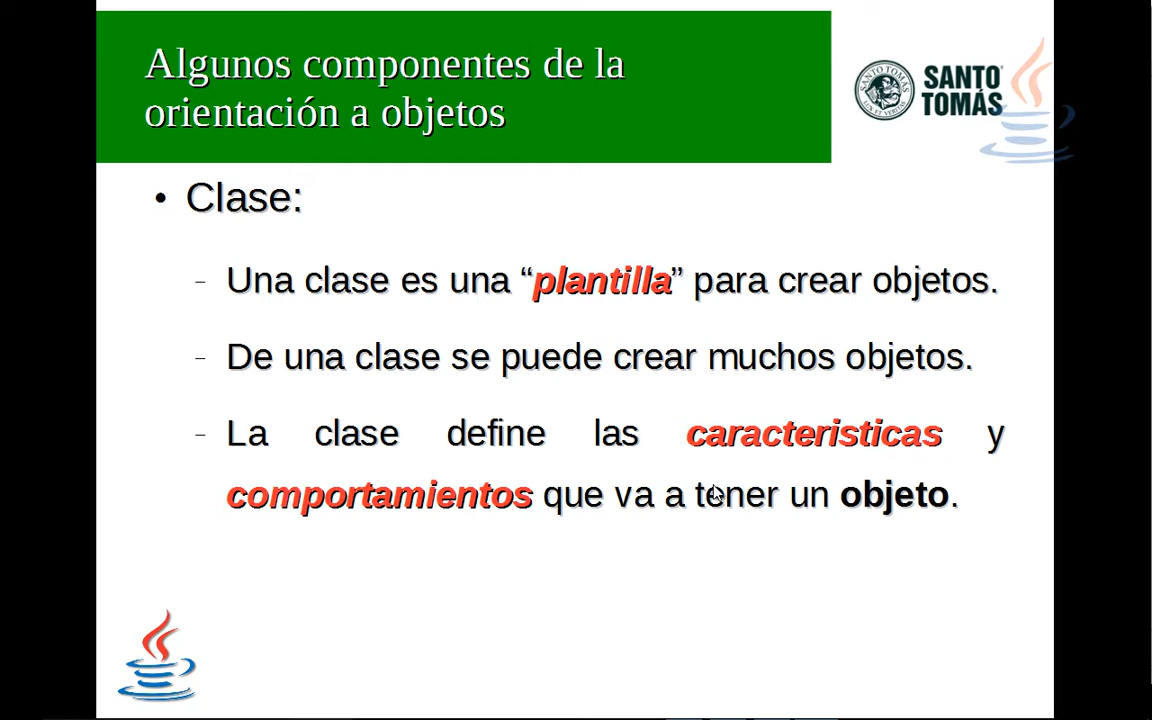 Algunos componentes de la
orientación a objetos
SANTO TOMÁS
• Clase:
– Una clase es una “plantilla” para crear objetos.
– De una clase se puede crear muchos objetos.
– La clase define las caracteristicas y
comportamientos que va a tener un objeto.